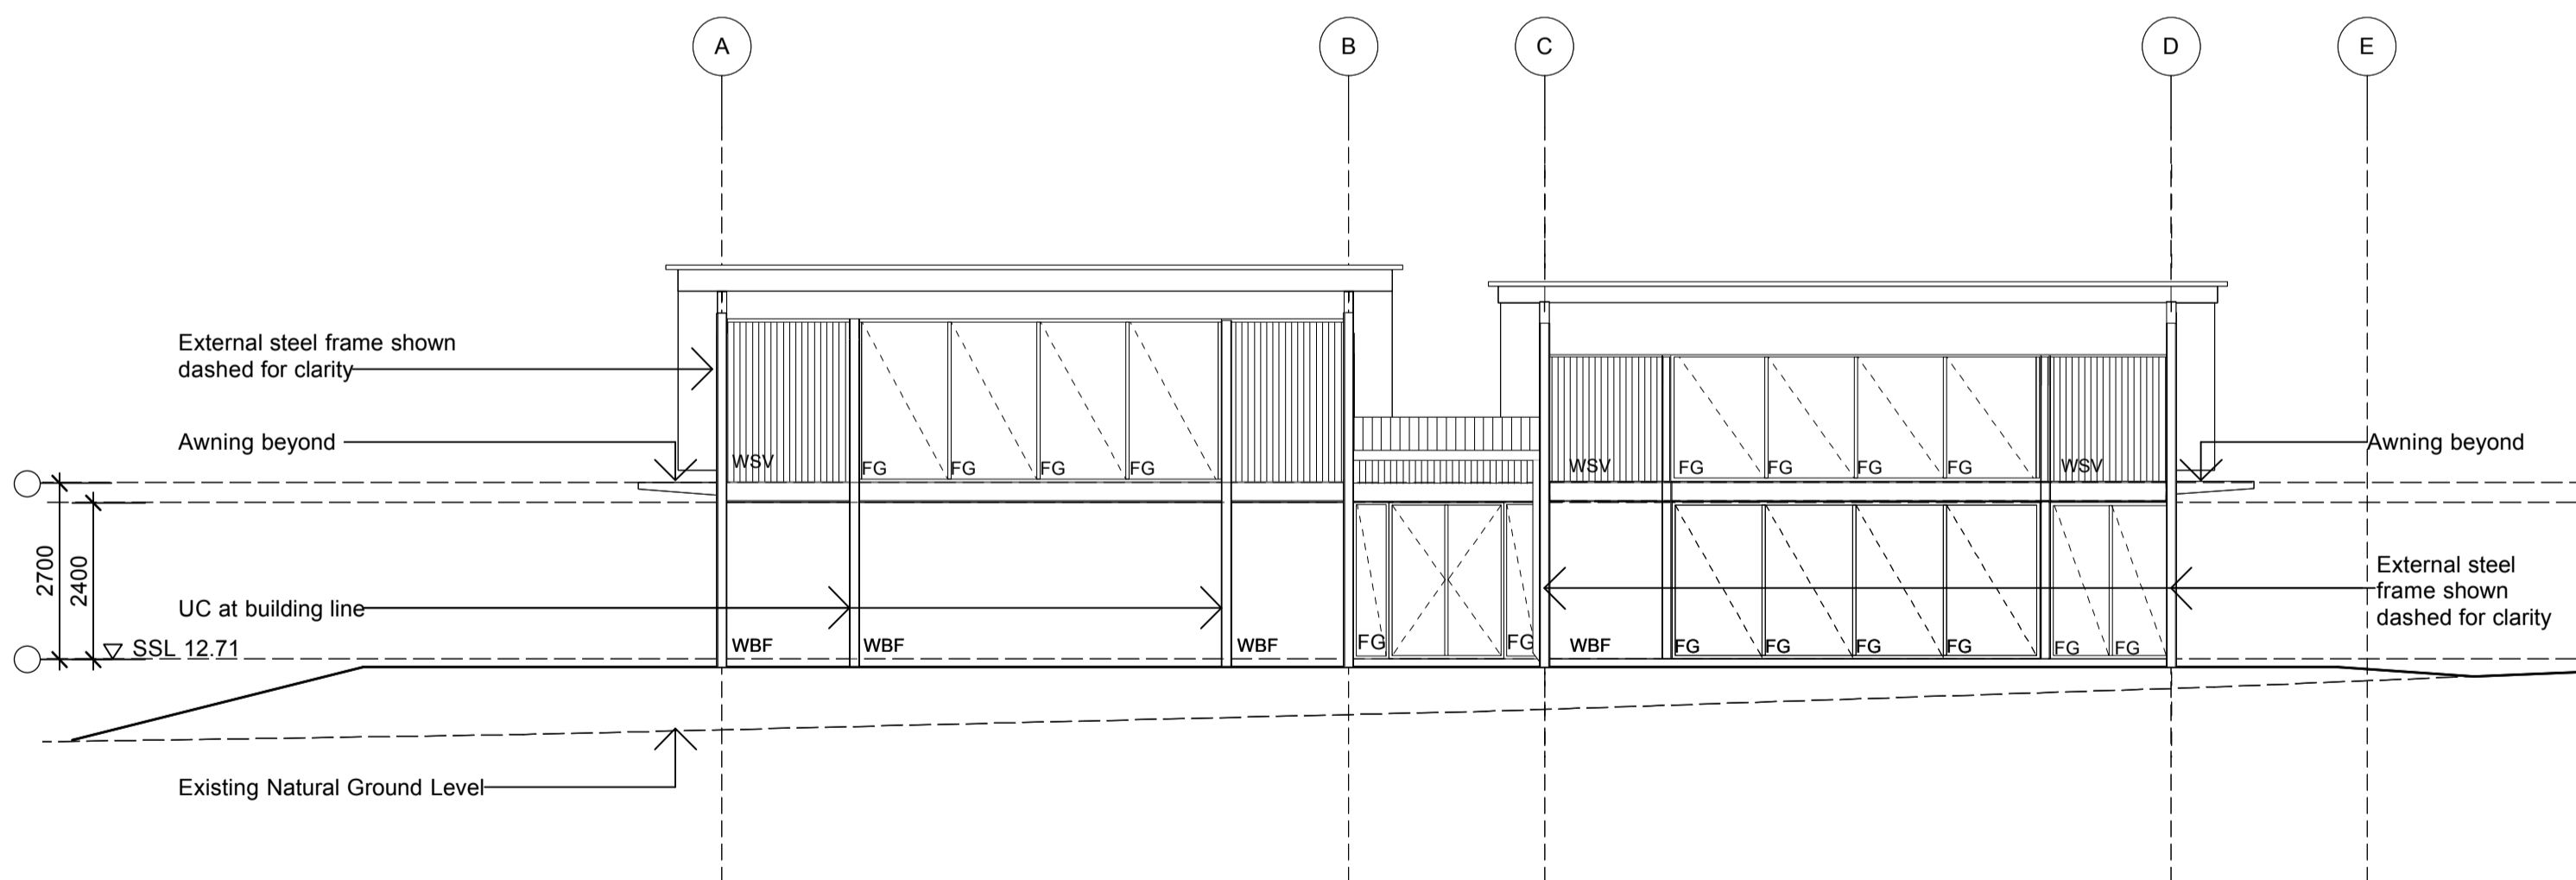 A B C D E
External steel frame shown
dashed for clarity
Awning beyond
Awning beyond
WSV FG FG FG FG WSV FG FG FG FG WSV
2700
2400
UC at building line
External steel
frame shown
dashed for clarity
SSL 12.71
WBF WBF WBF FG FG WBF FG FG FG FG FG FG
Existing Natural Ground Level